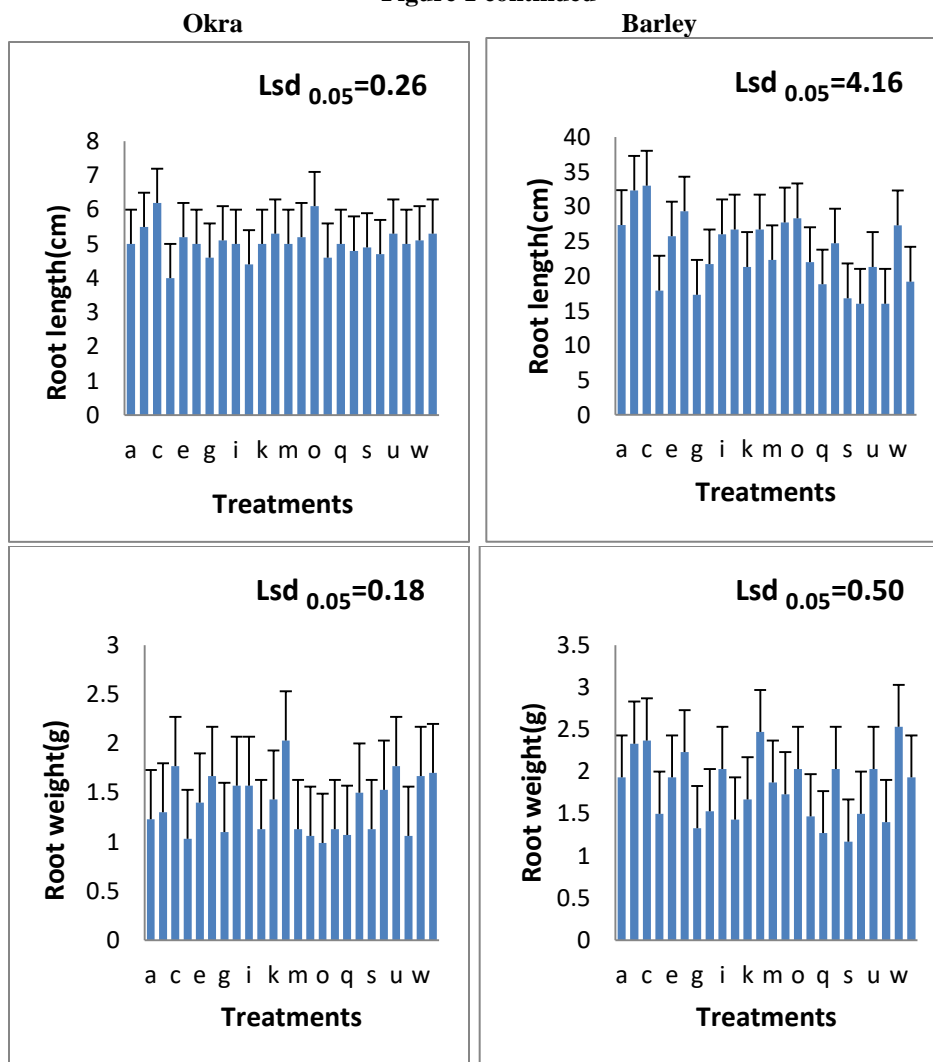 Figure 1 continued
Okra
Barley
Lsd 0.05=0.26
Root length(cm)
8
7
6
5
4
3
2
1
0
a c e g i k m o q s u w
Treatments
Lsd 0.05=4.16
Root length(cm)
40
35
30
25
20
15
10
5
0
a c e g i k m o q s u w
Treatments
Lsd 0.05=0.18
Root weight(g)
3
2.5
2
1.5
1
0.5
0
a c e g i k m o q s u w
Treatments
Lsd 0.05=0.50
Root weight(g)
3.5
3
2.5
2
1.5
1
0.5
0
a c e g i k m o q s u w
Treatments